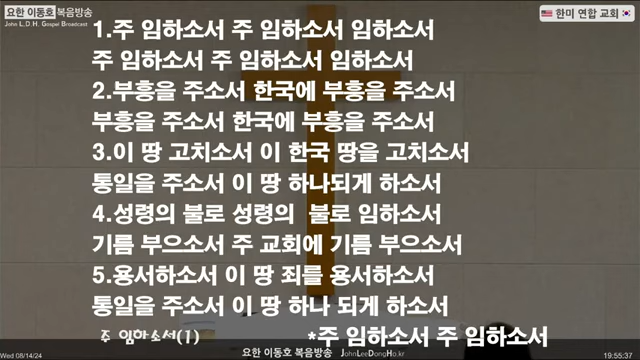 요한 이동호 복음방송
John L.D.H. Gospel Broadcast
한미 연합 교회
1.주 임하소서 주 임하소서 임하소서
주 임하소서 주 임하소서 임하소서
2.부흥을 주소서 한국에 부흥을 주소서
부흥을 주소서 한국에 부흥을 주소서
3.이 땅 고치소서 이 한국 땅을 고치소서
통일을 주소서 이 땅 하나되게 하소서
4.성령의 불로 성령의 불로 임하소서
기름 부으소서 주 교회에 기름 부으소서
5.용서하소서 이 땅 죄를 용서하소서
통일을 주소서 이 땅 하나 되게 하소서
주 임하소서(1)
*주 임하소서 주 임하소서
Wed 08/14/24
요한 이동호 복음방송 JohnLeeDongHo.kr
19:55:37